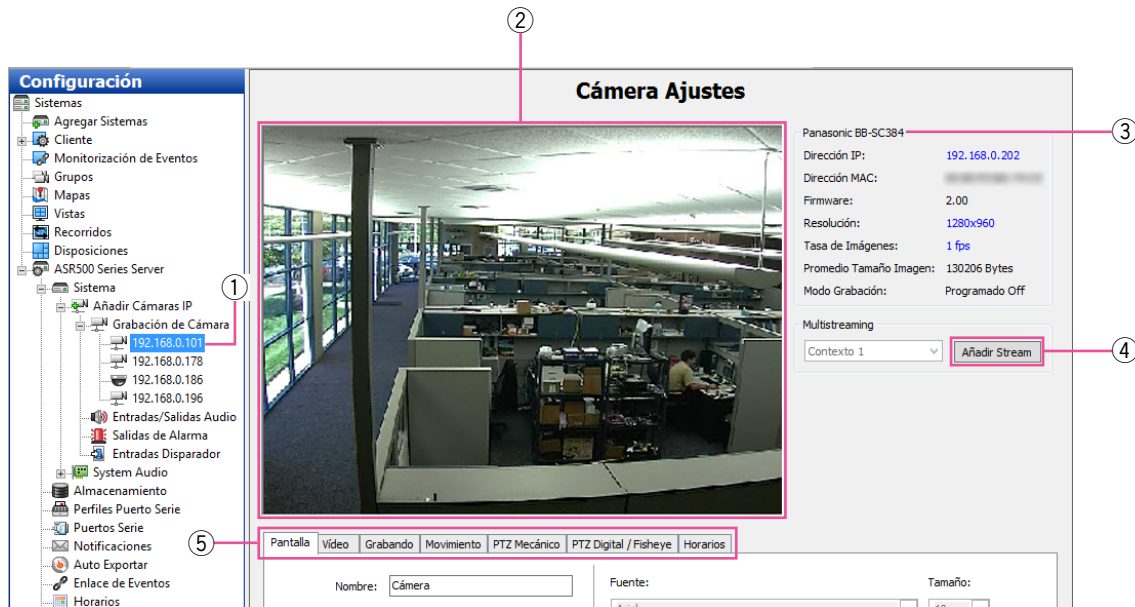 ②
Configuración
Sistemas
Agregar Sistemas
Cliente
Monitorización de Eventos
Grupos
Mapas
Vistas
Recorridos
Disposiciones
ASR500 Series Server
Sistema
①
Añadir Cámaras IP
Grabación de Cámara
192.168.0.101
192.168.0.178
192.168.0.186
192.168.0.196
Entradas/Salidas Audio
Salidas de Alarma
Entradas Disparador
System Audio
Almacenamiento
Perfiles Puerto Serie
Puertos Serie
Notificaciones
Auto Exportar
Enlace de Eventos
Horarios
Cámera Ajustes
Panasonic BB-SC384
③
Dirección IP: 192.168.0.202
Dirección MAC:
Firmware: 2.00
Resolución: 1280x960
Tasa de Imágenes: 1 fps
Promedio Tamaño Imagen: 130206 Bytes
Modo Grabación: Programado Off
Multistreaming
Contexto 1 Añadir Stream
④
⑤
Pantalla Vídeo Grabando Movimiento PTZ Mecánico PTZ Digital / Fisheye Horarios
Nombre: Cámera Fuente: Tamaño: